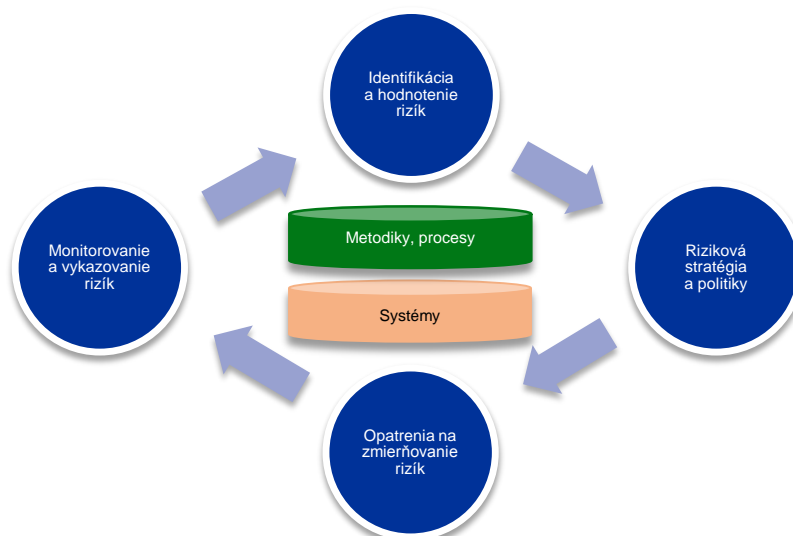 Identifikácia
a hodnotenie
rizík
Metodiky, procesy
Monitorovanie
a vykazovanie
rizík
Riziková
stratégia
a politiky
Systémy
Opatrenia na
zmierňovanie
rizík